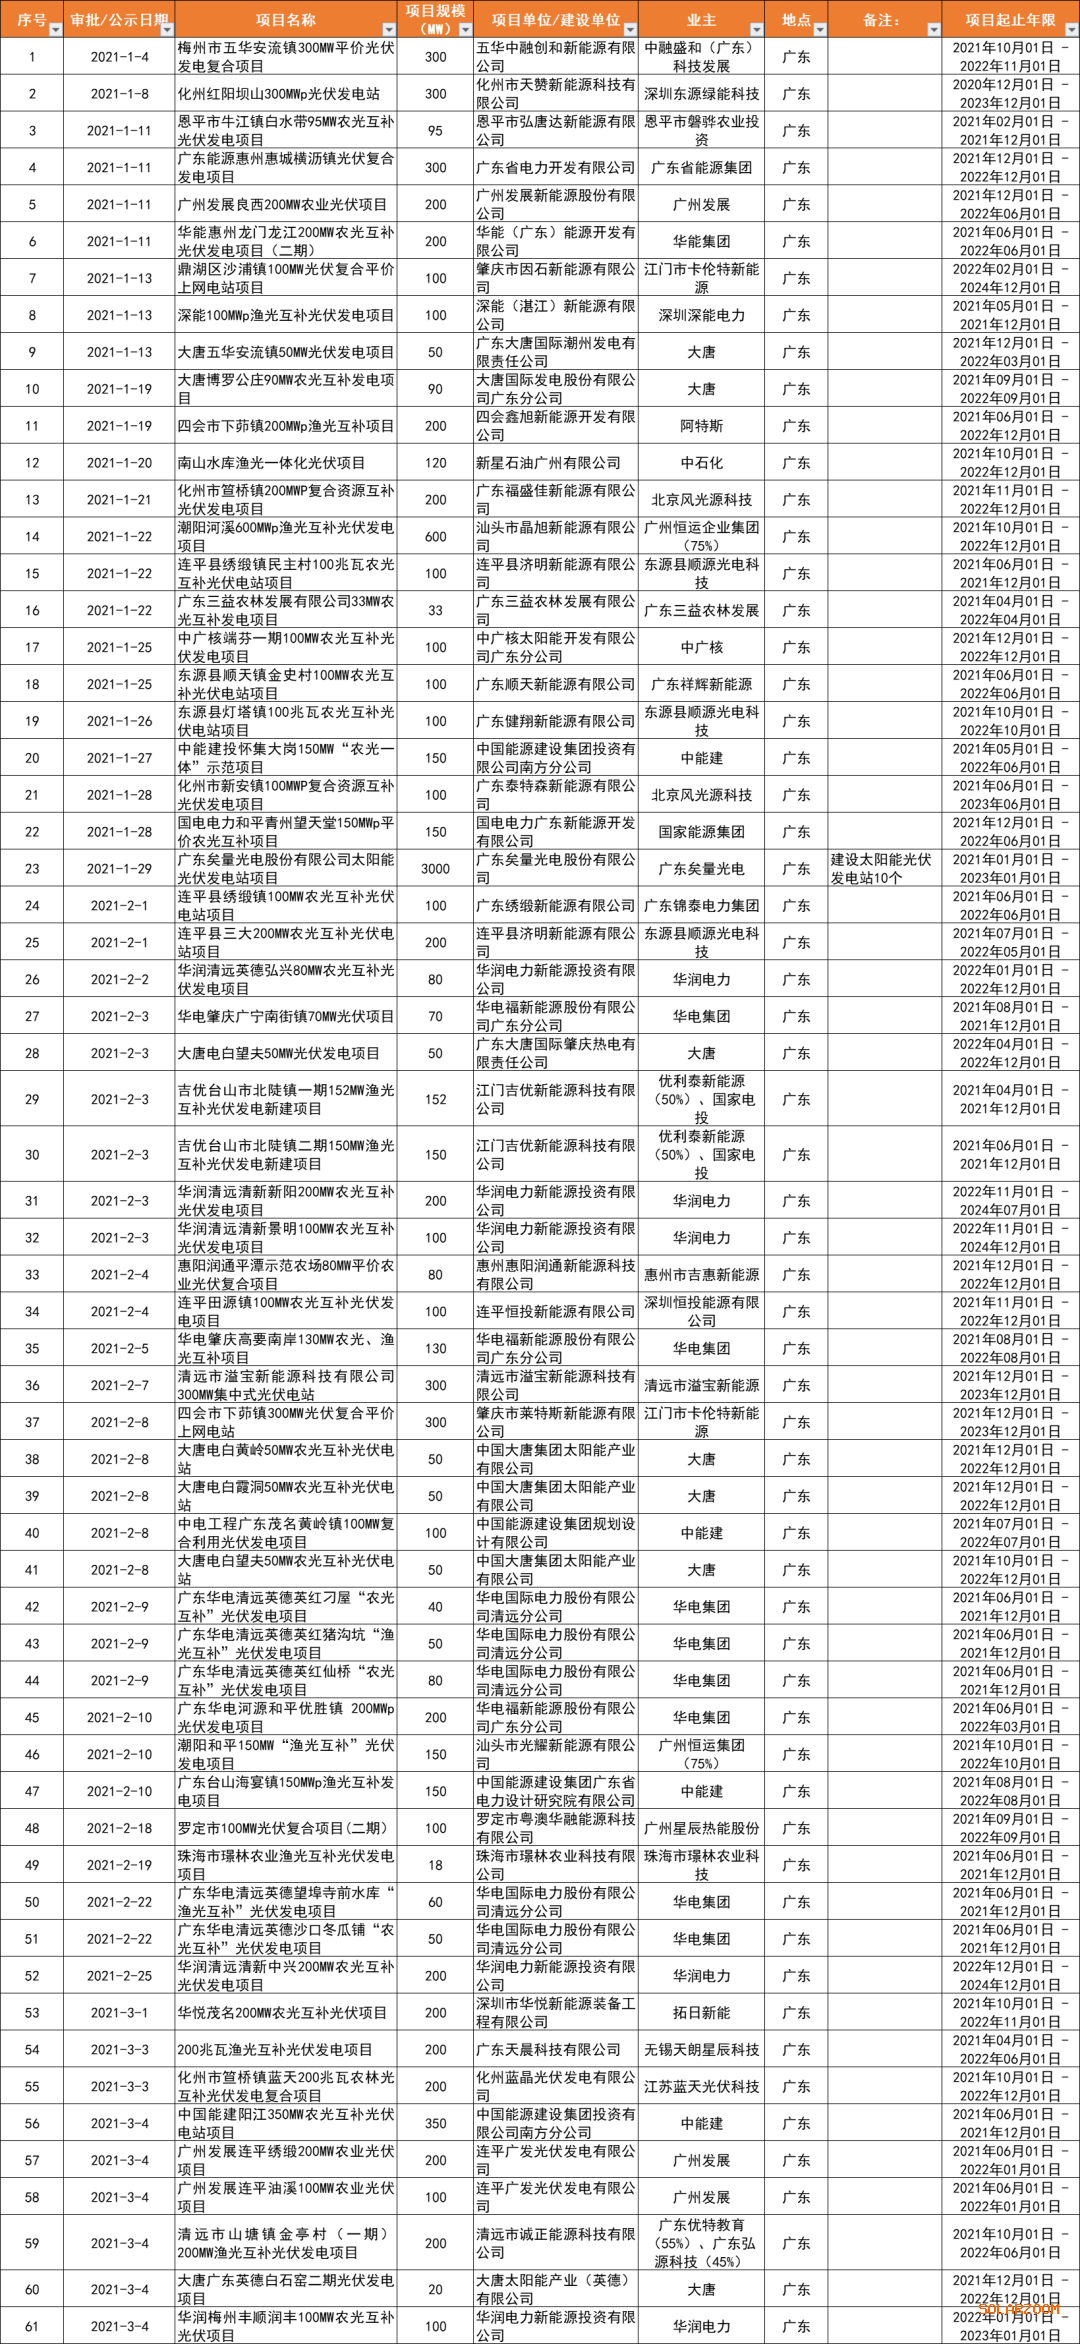 序号 审批/公示日期 项目名称 项目规模（MW） 项目单位/建设单位 业主 地点 备注： 项目起止年限
1 2021-1-4 梅州市五华安流镇300MW平价光伏发电复合项目 300 五华中融创和新能源有限公司 中融盛和（广东）科技发展 广东 2021年10月01日 - 2022年11月01日
2 2021-1-8 化州红阳坝山300MWp光伏发电站 300 化州市天赞新能源科技有限公司 深圳东源绿能科技 广东 2020年12月01日 - 2023年12月01日
3 2021-1-11 恩平市牛江镇白水带95MW农光互补光伏发电项目 95 恩平市弘唐达新能源有限公司 恩平市磐骅农业投资 广东 2021年02月01日 - 2021年12月01日
4 2021-1-11 广东能源惠州惠城横沥镇光伏复合发电项目 300 广东省电力开发有限公司 广东省能源集团 广东 2021年12月01日 - 2022年12月01日
5 2021-1-11 广州发展良西200MW农业光伏项目 200 广州发展新能源股份有限公司 广州发展 广东 2021年12月01日 - 2022年06月01日
6 2021-1-11 华能惠州龙门龙江200MW农光互补光伏发电项目（二期） 200 华能（广东）能源开发有限公司 华能集团 广东 2021年06月01日 - 2022年06月01日
7 2021-1-13 鼎湖区沙浦镇100MW光伏复合平价上网电站项目 100 肇庆市因石新能源有限公司 江门市卡伦特新能源 广东 2022年02月01日 - 2024年12月01日
8 2021-1-13 深能100MWp渔光互补光伏发电项目 100 深能（湛江）新能源有限公司 深圳深能电力 广东 2021年05月01日 - 2021年12月01日
9 2021-1-13 大唐五华安流镇50MW光伏发电项目 50 广东大唐国际潮州发电有限责任公司 大唐 广东 2021年12月01日 - 2022年03月01日
10 2021-1-19 大唐博罗公庄90MW农光互补发电项目 90 大唐国际发电股份有限公司广东分公司 大唐 广东 2021年09月01日 - 2022年09月01日
11 2021-1-19 四会市下茆镇200MWp渔光互补项目 200 四会鑫旭新能源开发有限公司 阿特斯 广东 2021年06月01日 - 2022年12月01日
12 2021-1-20 南山水库渔光一体化光伏项目 120 新星石油广州有限公司 中石化 广东 2021年10月01日 - 2022年12月01日
13 2021-1-21 化州市笪桥镇200MWP复合资源互补光伏发电项目 200 广东福盛佳新能源有限公司 北京风光源科技 广东 2021年11月01日 - 2022年12月01日
14 2021-1-22 潮阳河溪600MWp渔光互补光伏发电项目 600 汕头市晶旭新能源有限公司 广州恒运企业集团（75%） 广东 2021年10月01日 - 2022年12月01日
15 2021-1-22 连平县绣缎镇民主村100兆瓦农光互补光伏电站项目 100 连平县济明新能源有限公司 东源县顺源光电科技 广东 2021年06月01日 - 2021年12月01日
16 2021-1-22 广东三益农林发展有限公司33MW农光互补发电项目 33 广东三益农林发展有限公司 广东三益农林发展 广东 2021年04月01日 - 2022年04月01日
17 2021-1-25 中广核端芬一期100MW农光互补光伏发电项目 100 中广核太阳能开发有限公司广东分公司 中广核 广东 2021年12月01日 - 2022年12月01日
18 2021-1-25 东源县顺天镇金史村100MW农光互补光伏电站项目 100 广东顺天新能源有限公司 广东祥辉新能源 广东 2021年06月01日 - 2022年06月01日
19 2021-1-26 东源县灯塔镇100兆瓦农光互补光伏电站项目 100 广东健翔新能源有限公司 东源县顺源光电科技 广东 2021年10月01日 - 2022年10月01日
20 2021-1-27 中能建投怀集大岗150MW“农光一体”示范项目 150 中国能源建设集团投资有限公司南方分公司 中能建 广东 2021年05月01日 - 2022年06月01日
21 2021-1-28 化州市新安镇100MWP复合资源互补光伏发电项目 100 广东泰特森新能源有限公司 北京风光源科技 广东 2021年06月01日 - 2023年06月01日
22 2021-1-28 国电电力和平青州望天堂150MWp平价农光互补项目 150 国电电力广东新能源开发有限公司 国家能源集团 广东 2021年12月01日 - 2022年06月01日
23 2021-1-29 广东矣量光电股份有限公司太阳能光伏发电站项目 3000 广东矣量光电股份有限公司 广东矣量光电 广东 建设太阳能光伏发电站10个 2021年01月01日 - 2023年01月01日
24 2021-2-1 连平县绣缎镇100MW农光互补光伏电站项目 100 广东绣缎新能源有限公司 广东锦泰电力集团 广东 2021年06月01日 - 2022年06月01日
25 2021-2-1 连平县三大200MW农光互补光伏电站项目 200 连平县济明新能源有限公司 东源县顺源光电科技 广东 2021年07月01日 - 2022年05月01日
26 2021-2-2 华润清远英德弘兴80MW农光互补光伏发电项目 80 华润电力新能源投资有限公司 华润电力 广东 2022年01月01日 - 2022年12月01日
27 2021-2-3 华电肇庆广宁南街镇70MW光伏项目 70 华电福新能源股份有限公司广东分公司 华电集团 广东 2021年08月01日 - 2021年12月01日
28 2021-2-3 大唐电白望夫50MW光伏发电项目 50 广东大唐国际肇庆热电有限责任公司 大唐 广东 2022年04月01日 - 2022年12月01日
29 2021-2-3 吉优台山市北陡镇一期152MW渔光互补光伏发电新建项目 152 江门吉优新能源科技有限公司 优利泰新能源（50%）、国家电投 广东 2021年04月01日 - 2021年12月01日
30 2021-2-3 吉优台山市北陡镇二期150MW渔光互补光伏发电新建项目 150 江门吉优新能源科技有限公司 优利泰新能源（50%）、国家电投 广东 2021年06月01日 - 2021年12月01日
31 2021-2-3 华润清远清新新阳200MW农光互补光伏发电项目 200 华润电力新能源投资有限公司 华润电力 广东 2022年11月01日 - 2024年07月01日
32 2021-2-3 华润清远清新景明100MW农光互补光伏发电项目 100 华润电力新能源投资有限公司 华润电力 广东 2022年11月01日 - 2024年12月01日
33 2021-2-4 惠阳润通平潭示范农场80MW平价农业光伏复合项目 80 惠州惠阳润通新能源科技有限公司 惠州市吉惠新能源 广东 2021年12月01日 - 2022年12月01日
34 2021-2-4 连平田源镇100MW农光互补光伏发电项目 100 连平恒投新能源有限公司 深圳恒投能源有限公司 广东 2021年11月01日 - 2022年12月01日
35 2021-2-5 华电肇庆高要南岸130MW农光、渔光互补项目 130 华电福新能源股份有限公司广东分公司 华电集团 广东 2021年08月01日 - 2022年08月01日
36 2021-2-7 清远市溢宝新能源科技有限公司300MW集中式光伏电站 300 清远市溢宝新能源科技有限公司 清远市溢宝新能源 广东 2021年12月01日 - 2023年12月01日
37 2021-2-8 四会市下茆镇300MW光伏复合平价上网电站 300 肇庆市莱特斯新能源有限公司 江门市卡伦特新能源 广东 2021年12月01日 - 2023年12月01日
38 2021-2-8 大唐电白黄岭50MW农光互补光伏电站 50 中国大唐集团太阳能产业有限公司 大唐 广东 2021年12月01日 - 2022年12月01日
39 2021-2-8 大唐电白霞洞50MW农光互补光伏电站 50 中国大唐集团太阳能产业有限公司 大唐 广东 2021年12月01日 - 2022年12月01日
40 2021-2-8 中电工程广东茂名黄岭镇100MW复合利用光伏发电项目 100 中国能源建设集团规划设计有限公司 中能建 广东 2021年07月01日 - 2022年07月01日
41 2021-2-8 大唐电白望夫50MW农光互补光伏电站 50 中国大唐集团太阳能产业有限公司 大唐 广东 2021年10月01日 - 2022年12月01日
42 2021-2-9 广东华电清远英德英红刁屋“农光互补”光伏发电项目 40 华电国际电力股份有限公司清远分公司 华电集团 广东 2021年06月01日 - 2021年12月01日
43 2021-2-9 广东华电清远英德英红猪沟坑“渔光互补”光伏发电项目 50 华电国际电力股份有限公司清远分公司 华电集团 广东 2021年06月01日 - 2021年12月01日
44 2021-2-9 广东华电清远英德英红仙桥“农光互补”光伏发电项目 80 华电国际电力股份有限公司清远分公司 华电集团 广东 2021年06月01日 - 2021年12月01日
45 2021-2-10 广东华电河源和平优胜镇 200MWp光伏发电项目 200 华电福新能源股份有限公司广东分公司 华电集团 广东 2021年06月01日 - 2022年03月01日
46 2021-2-10 潮阳和平150MW“渔光互补”光伏发电项目 150 汕头市光耀新能源有限公司 广州恒运集团（75%） 广东 2021年10月01日 - 2022年10月01日
47 2021-2-10 广东台山海宴镇150MWp渔光互补发电项目 150 中国能源建设集团广东省电力设计研究院有限公司 中能建 广东 2021年08月01日 - 2022年08月01日
48 2021-2-18 罗定市100MW光伏复合项目(二期) 100 罗定市粤澳华融能源科技有限公司 广州星辰热能股份 广东 2021年09月01日 - 2022年09月01日
49 2021-2-19 珠海市璟林农业渔光互补光伏发电项目 18 珠海市璟林农业科技有限公司 珠海市璟林农业科技 广东 2021年06月01日 - 2021年12月01日
50 2021-2-22 广东华电清远英德望埠寺前水库“渔光互补”光伏发电项目 60 华电国际电力股份有限公司清远分公司 华电集团 广东 2021年06月01日 - 2021年12月01日
51 2021-2-22 广东华电清远英德沙口冬瓜铺“农光互补”光伏发电项目 50 华电国际电力股份有限公司清远分公司 华电集团 广东 2021年06月01日 - 2021年12月01日
52 2021-2-25 华润清远清新中兴200MW农光互补光伏发电项目 200 华润电力新能源投资有限公司 华润电力 广东 2022年12月01日 - 2024年12月01日
53 2021-3-1 华悦茂名200MW农光互补光伏项目 200 深圳市华悦新能源装备工程有限公司 拓日新能 广东 2021年10月01日 - 2022年11月01日
54 2021-3-3 200兆瓦渔光互补光伏发电项目 200 广东天晨科技有限公司 无锡天朗星辰科技 广东 2021年04月01日 - 2022年06月01日
55 2021-3-3 化州市笪桥镇蓝天200兆瓦农林光互补光伏发电复合项目 200 化州蓝晶光伏发电有限公司 江苏蓝天光伏科技 广东 2021年10月01日 - 2022年12月01日
56 2021-3-4 中国能建阳江350MW农光互补光伏电站项目 350 中国能源建设集团投资有限公司南方分公司 中能建 广东 2021年06月01日 - 2021年12月01日
57 2021-3-4 广州发展连平绣缎200MW农业光伏项目 200 连平广发光伏发电有限公司 广州发展 广东 2021年06月01日 - 2022年01月01日
58 2021-3-4 广州发展连平油溪100MW农业光伏项目 100 连平广发光伏发电有限公司 广州发展 广东 2021年06月01日 - 2022年01月01日
59 2021-3-4 清远市山塘镇金亭村（一期）200MW渔光互补光伏发电项目 200 清远市诚正能源科技有限公司 广东优特教育（55%）、广东弘源科技（45%） 广东 2021年10月01日 - 2022年06月01日
60 2021-3-4 大唐广东英德白石窑二期光伏发电项目 20 大唐太阳能产业（英德）有限公司 大唐 广东 2021年12月01日 - 2022年12月01日
61 2021-3-4 华润梅州丰顺润丰100MW农光互补光伏项目 100 华润电力新能源投资有限公司 华润电力 广东 2022年01月01日 - 2023年01月01日
SOLARZOOM